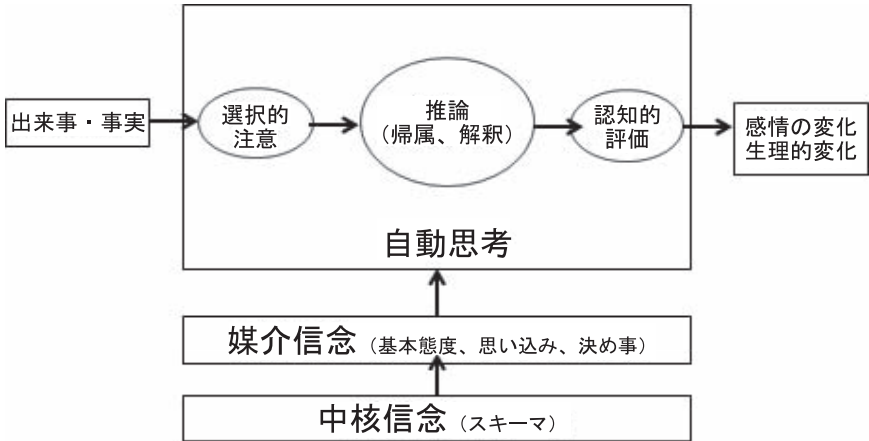 出来事・事実
選択的
注意
推論
（帰属、解釈）
認知的
評価
感情の変化
生理的変化
自動思考
媒介信念（基本態度、思い込み、決め事）
中核信念（スキーマ）